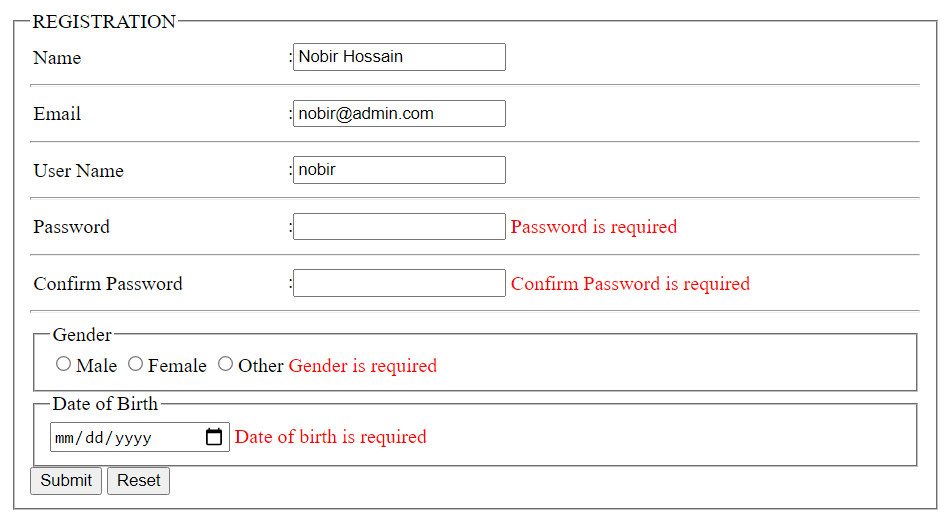 REGISTRATION
Name : Nobir Hossain
Email : nobir@admin.com
User Name : nobir
Password : Password is required
Confirm Password : Confirm Password is required
Gender
Male Female Other Gender is required
Date of Birth
mm/dd/yyyy Date of birth is required
Submit Reset